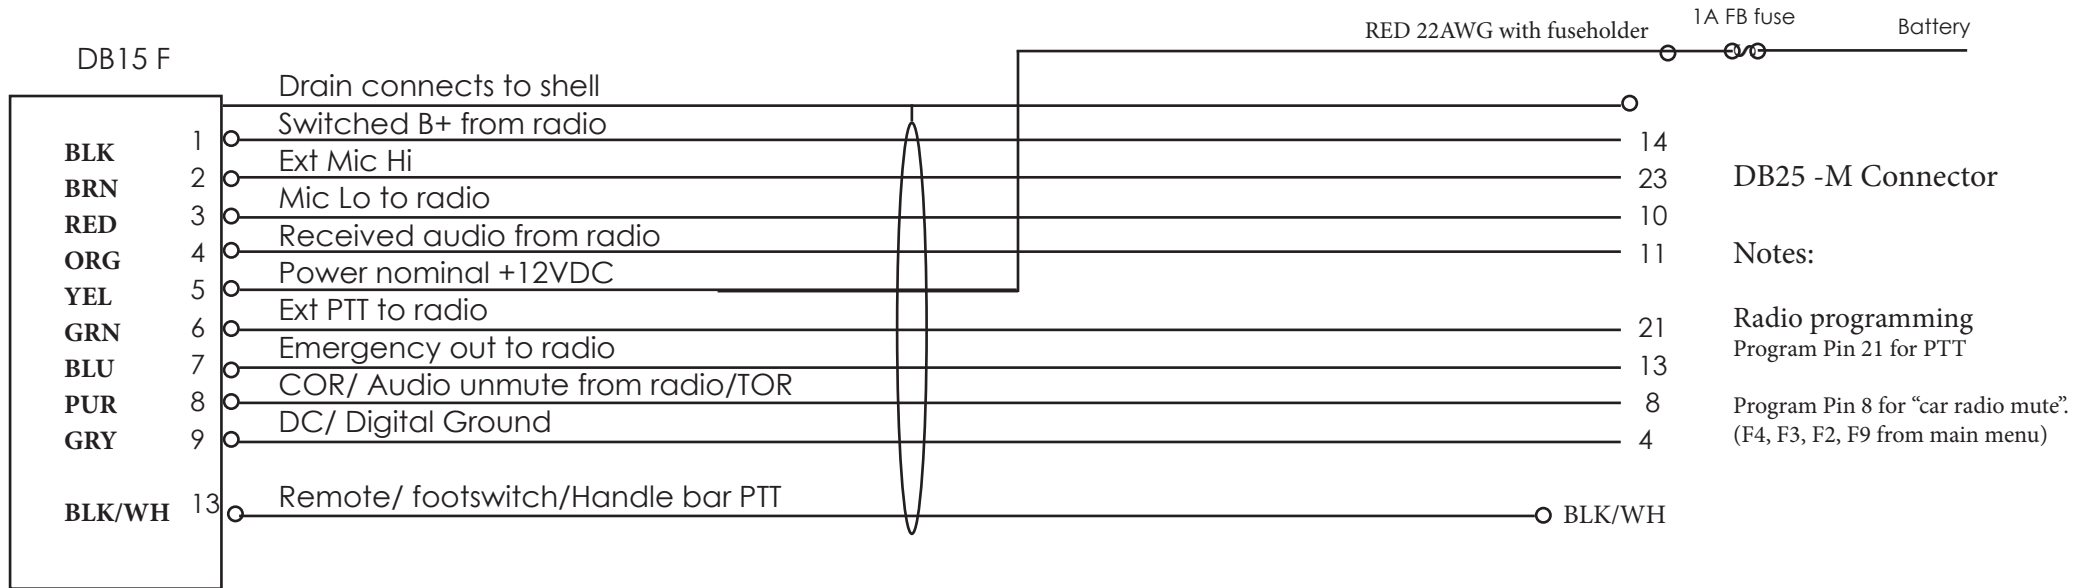 RED 22AWG with fuseholder
1A FB fuse
Battery
DB15 F
Drain connects to shell
BLK 1 Switched B+ from radio 14
BRN 2 Ext Mic Hi 23
DB25 -M Connector
RED 3 Mic Lo to radio 10
ORG 4 Received audio from radio 11
Notes:
YEL 5 Power nominal +12VDC
GRN 6 Ext PTT to radio 21
Radio programming
Program Pin 21 for PTT
BLU 7 Emergency out to radio 13
PUR 8 COR/ Audio unmute from radio/TOR 8
Program Pin 8 for “car radio mute”.
(F4, F3, F2, F9 from main menu)
GRY 9 DC/ Digital Ground 4
BLK/WH 13 Remote/ footswitch/Handle bar PTT BLK/WH